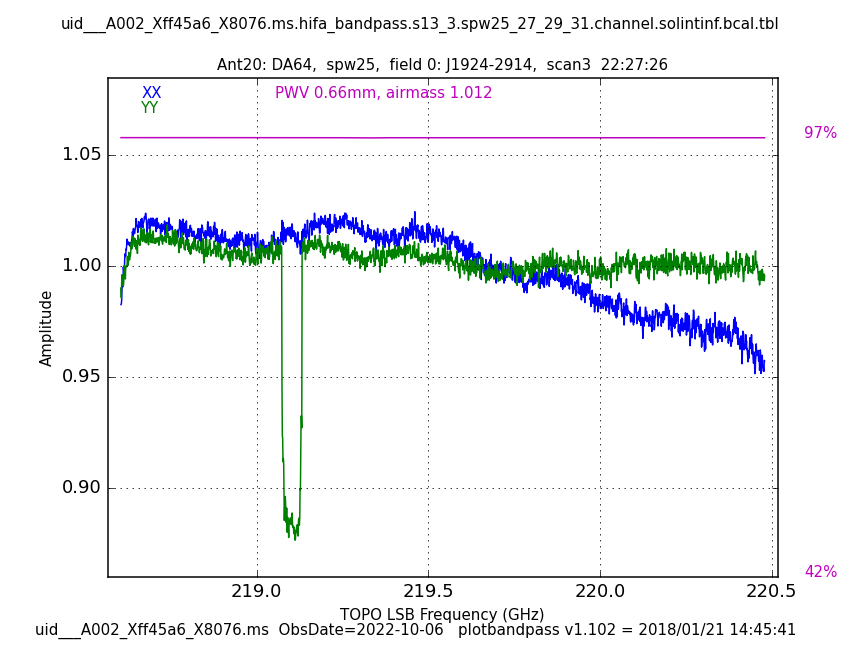 uid___A002_Xff45a6_X8076.ms.hifa_bandpass.s13_3.spw25_27_29_31.channel.solintinf.bcal.tbl
Ant20: DA64,  spw25,  field 0: J1924-2914,  scan3  22:27:26
XX
PWV 0.66mm, airmass 1.012
YY
97%
1.05
1.00
0.95
0.90
Amplitude
42%
219.0 219.5 220.0 220.5
TOPO LSB Frequency (GHz)
uid___A002_Xff45a6_X8076.ms  ObsDate=2022-10-06   plotbandpass v1.102 = 2018/01/21 14:45:41